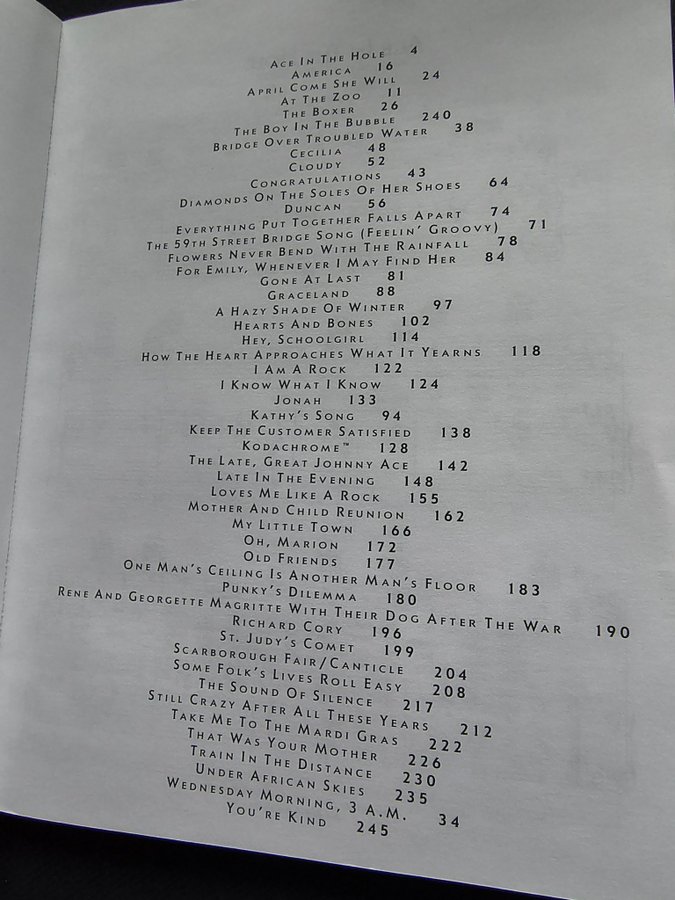 ACE IN THE HOLE 4
AMERICA 16
APRIL COME SHE WILL 24
AT THE ZOO 11
THE BOXER 26
THE BOY IN THE BUBBLE 240
BRIDGE OVER TROUBLED WATER 38
CECILIA 48
CLOUDY 52
CONGRATULATIONS 43
DIAMONDS ON THE SOLES OF HER SHOES 64
DUNCAN 56
EVERYTHING PUT TOGETHER FALLS APART 74
THE 59TH STREET BRIDGE SONG (FEELIN' GROOVY) 71
FLOWERS NEVER BEND WITH THE RAINFALL 78
FOR EMILY, WHENEVER I MAY FIND HER 84
GONE AT LAST 81
GRACELAND 88
A HAZY SHADE OF WINTER 97
HEARTS AND BONES 102
HEY, SCHOOLGIRL 114
HOW THE HEART APPROACHES WHAT IT YEARNS 118
I AM A ROCK 122
I KNOW WHAT I KNOW 124
JONAH 133
KATHY'S SONG 94
KEEP THE CUSTOMER SATISFIED 138
KODACHROME™ 128
THE LATE, GREAT JOHNNY ACE 142
LATE IN THE EVENING 148
LOVES ME LIKE A ROCK 155
MOTHER AND CHILD REUNION 162
MY LITTLE TOWN 166
OH, MARION 172
OLD FRIENDS 177
ONE MAN'S CEILING IS ANOTHER MAN'S FLOOR 183
PUNKY'S DILEMMA 180
RENE AND GEORGETTE MAGRITTE WITH THEIR DOG AFTER THE WAR 190
RICHARD CORY 196
ST. JUDY'S COMET 199
SCARBOROUGH FAIR/CANTICLE 204
SOME FOLK'S LIVES ROLL EASY 208
THE SOUND OF SILENCE 217
STILL CRAZY AFTER ALL THESE YEARS 212
TAKE ME TO THE MARDI GRAS 222
THAT WAS YOUR MOTHER 226
TRAIN IN THE DISTANCE 230
UNDER AFRICAN SKIES 235
WEDNESDAY MORNING, 3 A.M. 34
YOU'RE KIND 245